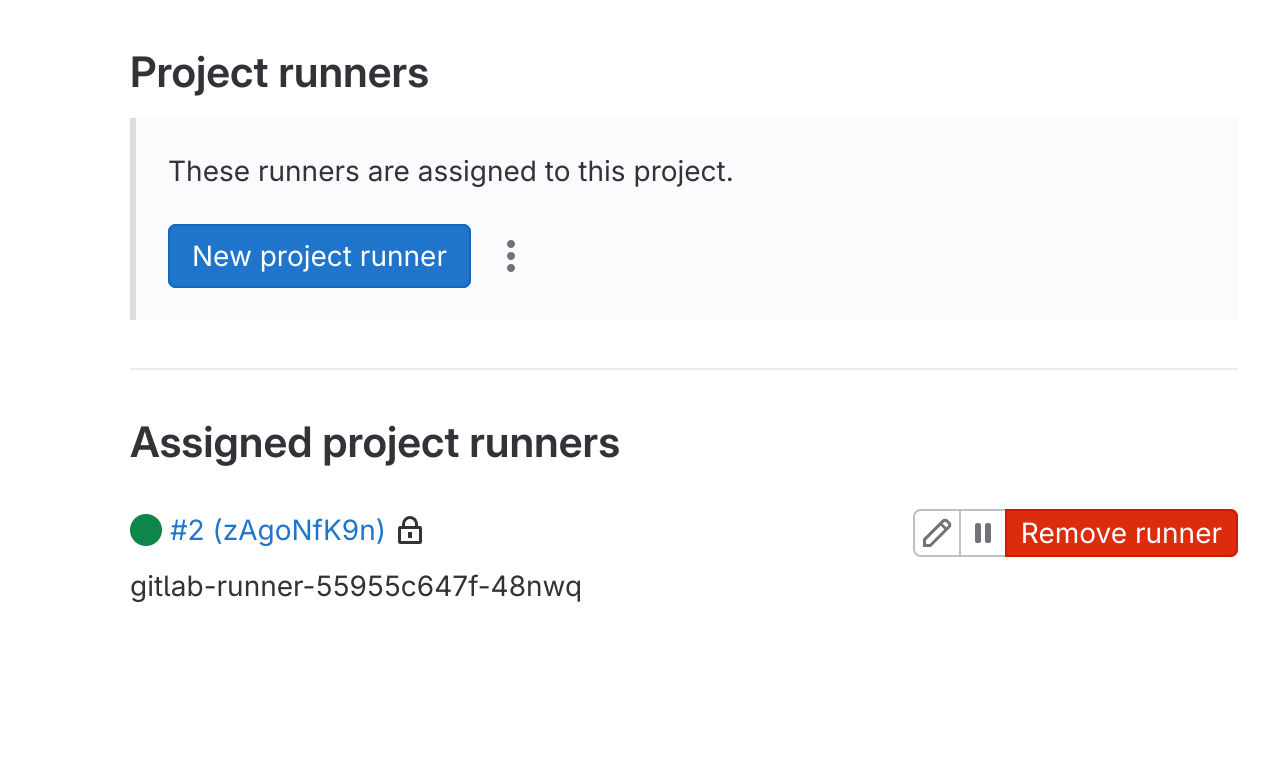 Project runners
These runners are assigned to this project.
New project runner
Assigned project runners
#2 (zAgoNfK9n)
Remove runner
gitlab-runner-55955c647f-48nwq